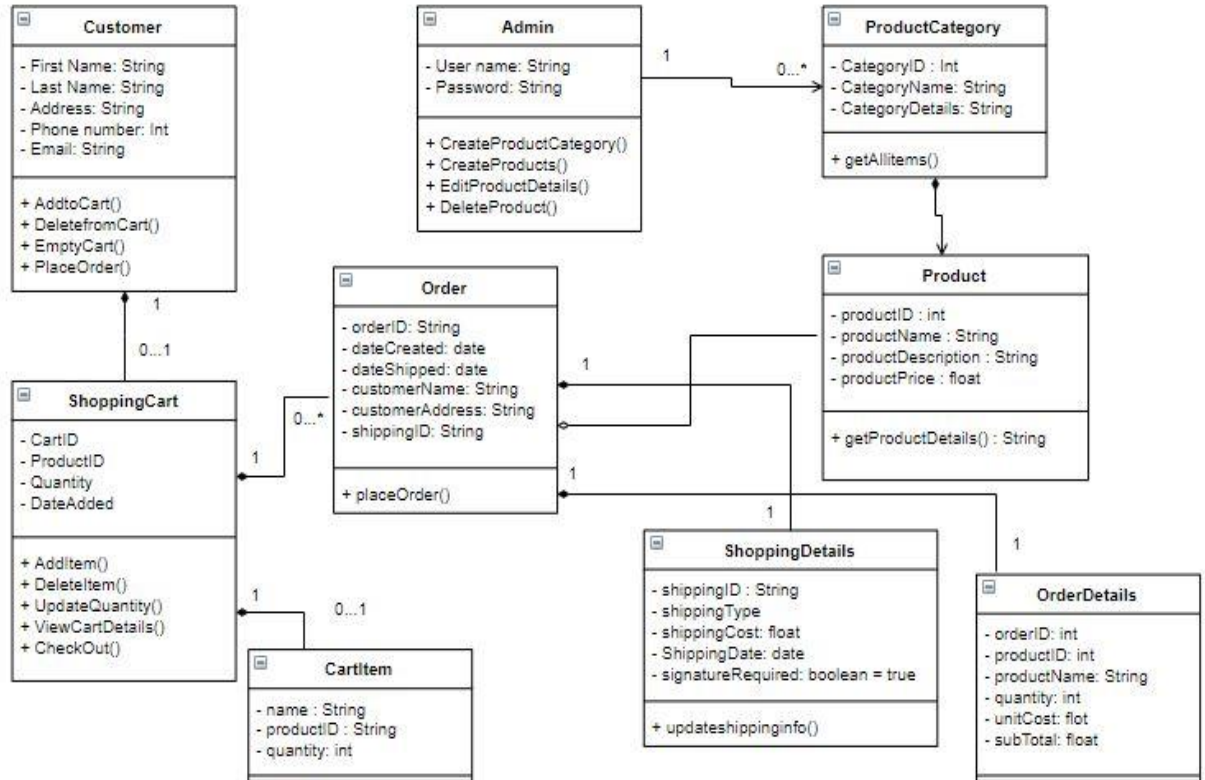 Customer
- First Name: String
- Last Name: String
- Address: String
- Phone number: Int
- Email: String
+ AddtoCart()
+ DeletefromCart()
+ EmptyCart()
+ PlaceOrder()
1
0...1
Admin
- User name: String
- Password: String
+ CreateProductCategory()
+ CreateProducts()
+ EditProductDetails()
+ DeleteProduct()
1
0...*
ProductCategory
- CategoryID : Int
- CategoryName: String
- CategoryDetails: String
+ getAllitems()
Order
- orderID: String
- dateCreated: date
- dateShipped: date
- customerName: String
- customerAddress: String
- shippingID: String
+ placeOrder()
1
1
Product
- productID : int
- productName : String
- productDescription : String
- productPrice : float
+ getProductDetails() : String
ShoppingCart
- CartID
- ProductID
- Quantity
- DateAdded
+ AddItem()
+ DeleteItem()
+ UpdateQuantity()
+ ViewCartDetails()
+ CheckOut()
0...*
1
1
0...1
CartItem
- name : String
- productID : String
- quantity: int
1
ShoppingDetails
- shippingID : String
- shippingType
- shippingCost: float
- ShippingDate: date
- signatureRequired: boolean = true
+ updateshippinginfo()
1
OrderDetails
- orderID: int
- productID: int
- productName: String
- quantity: int
- unitCost: flot
- subTotal: float